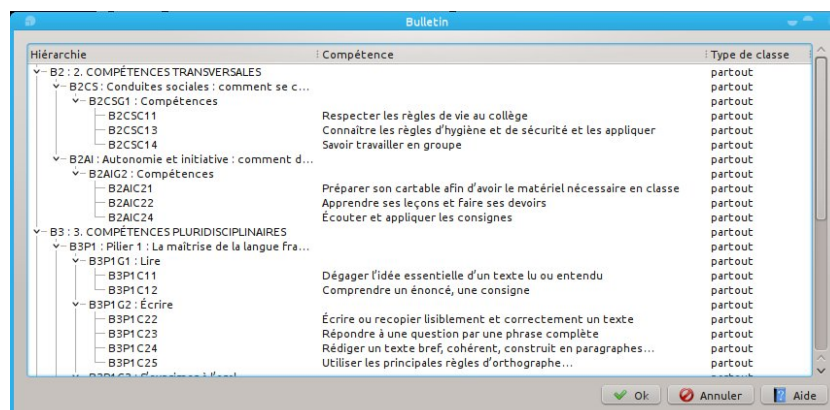 Bulletin
Hiérarchie Compétence Type de classe
B2 : 2. COMPÉTENCES TRANSVERSALES partout
B2CS : Conduites sociales : comment se c... partout
B2CSG1 : Compétences partout
B2CSC11 Respecter les règles de vie au collège partout
B2CSC13 Connaître les règles d'hygiène et de sécurité et les appliquer partout
B2CSC14 Savoir travailler en groupe partout
B2AI : Autonomie et initiative : comment d... partout
B2AIG2 : Compétences partout
B2AIC21 Préparer son cartable afin d'avoir le matériel nécessaire en classe partout
B2AIC22 Apprendre ses leçons et faire ses devoirs partout
B2AIC24 Écouter et appliquer les consignes partout
B3 : 3. COMPÉTENCES PLURIDISCIPLINAIRES partout
B3P1 : Pilier 1 : La maîtrise de la langue fra... partout
B3P1G1 : Lire partout
B3P1C11 Dégager l'idée essentielle d'un texte lu ou entendu partout
B3P1C12 Comprendre un énoncé, une consigne partout
B3P1G2 : Écrire partout
B3P1C22 Écrire ou recopier lisiblement et correctement un texte partout
B3P1C23 Répondre à une question par une phrase complète partout
B3P1C24 Rédiger un texte bref, cohérent, construit en paragraphes... partout
B3P1C25 Utiliser les principales règles d'orthographe... partout
Ok Annuler Aide